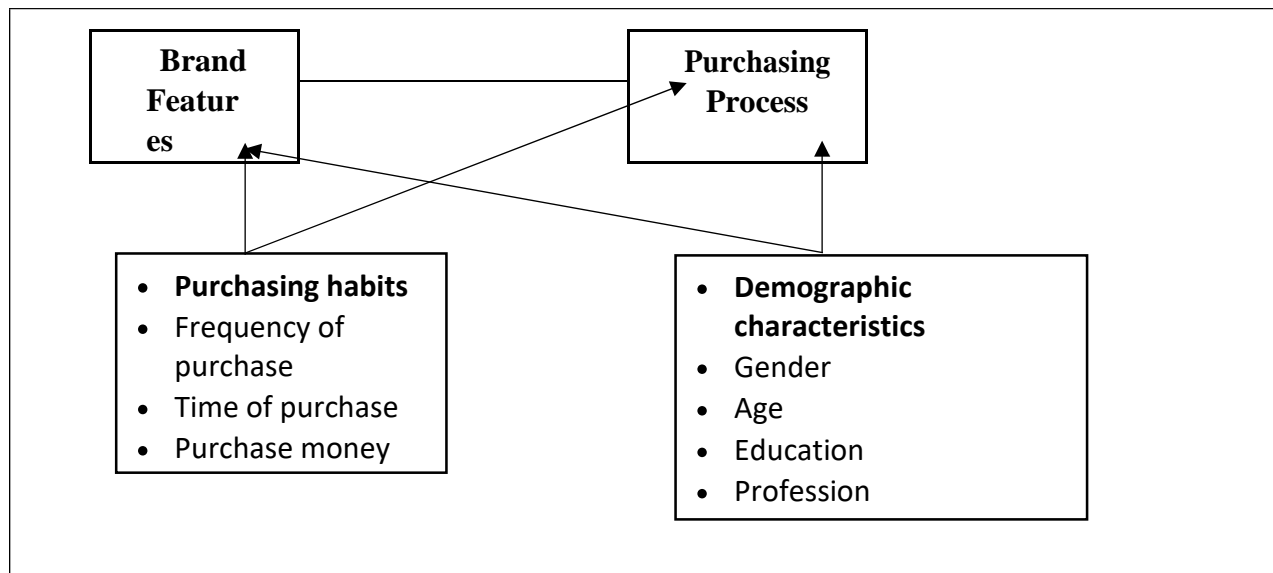 Brand
Featur
es
Purchasing
Process
• Purchasing habits
• Frequency of
purchase
• Time of purchase
• Purchase money
• Demographic
characteristics
• Gender
• Age
• Education
• Profession